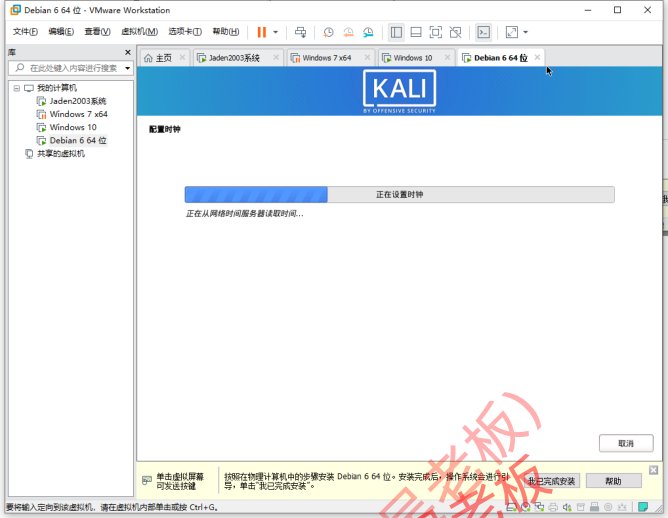 Debian 6 64 位 - VMware Workstation
文件(F) 编辑(E) 查看(V) 虚拟机(M) 选项卡(T) 帮助(H)
库
在此处键入内容进行搜索
我的计算机
Jaden2003系统
Windows 7 x64
Windows 10
Debian 6 64 位
共享的虚拟机
主页 Jaden2003系统 Windows 7 x64 Windows 10 Debian 6 64 位
KALI
BY OFFENSIVE SECURITY
配置时钟
正在设置时钟
正在从网络时间服务器读取时间...
取消
单击虚拟屏幕
可发送按键
按照在物理计算机中的步骤安装 Debian 6 64 位。安装完成后，操作系统会进行引
导，单击“我已完成安装”。
我已完成安装 帮助
要将输入定向到该虚拟机，请在虚拟机内部单击或按 Ctrl+G。
老板）
老板